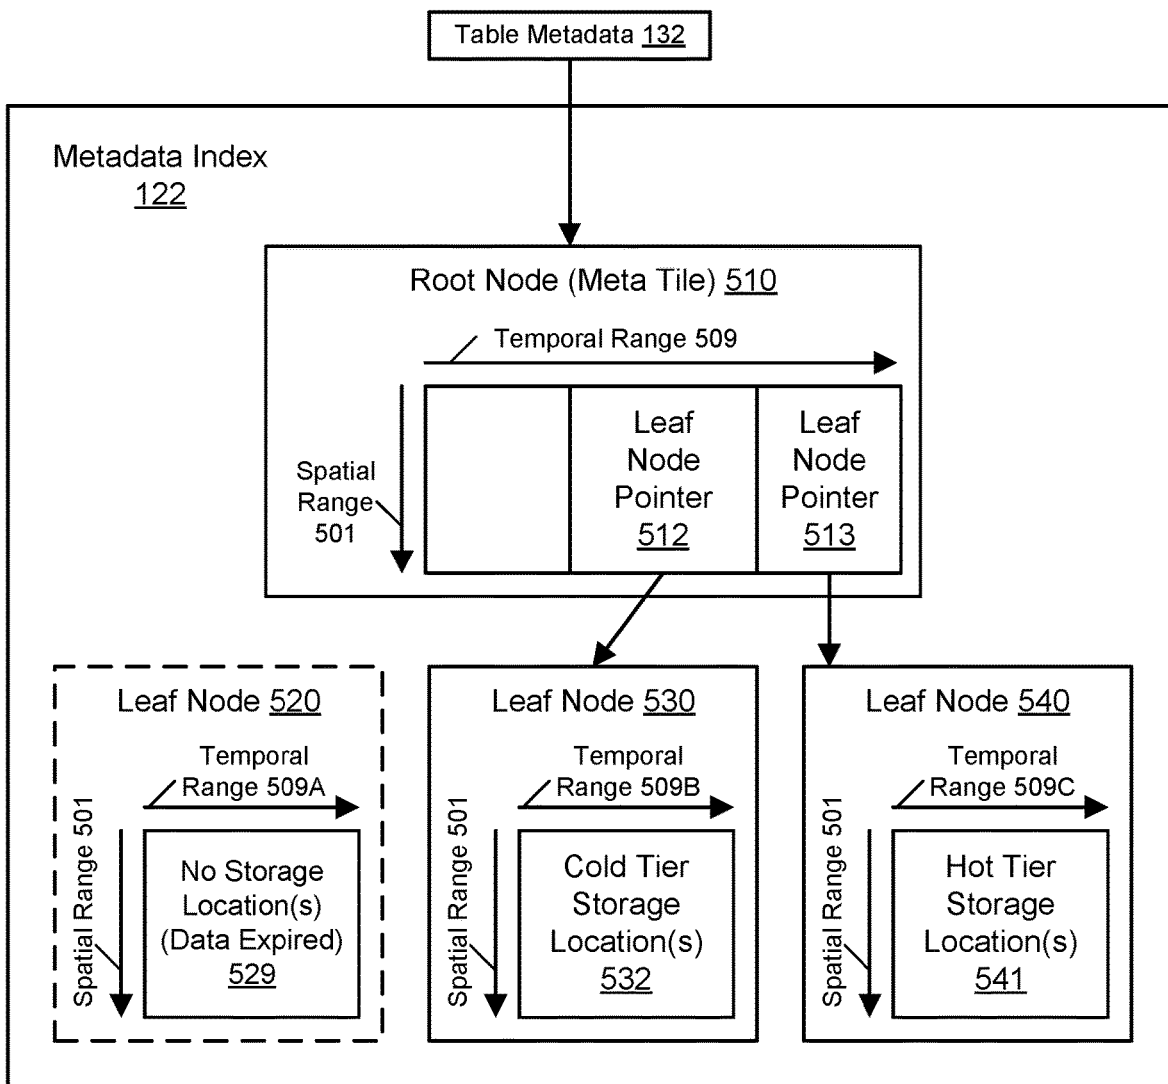 Table Metadata 132
Metadata Index
122
Root Node (Meta Tile) 510
Temporal Range 509
Spatial
Range
501
Leaf
Node
Pointer
512
Leaf
Node
Pointer
513
Leaf Node 520
Temporal
Range 509A
Spatial Range 501
No Storage
Location(s)
(Data Expired)
529
Leaf Node 530
Temporal
Range 509B
Spatial Range 501
Cold Tier
Storage
Location(s)
532
Leaf Node 540
Temporal
Range 509C
Spatial Range 501
Hot Tier
Storage
Location(s)
541